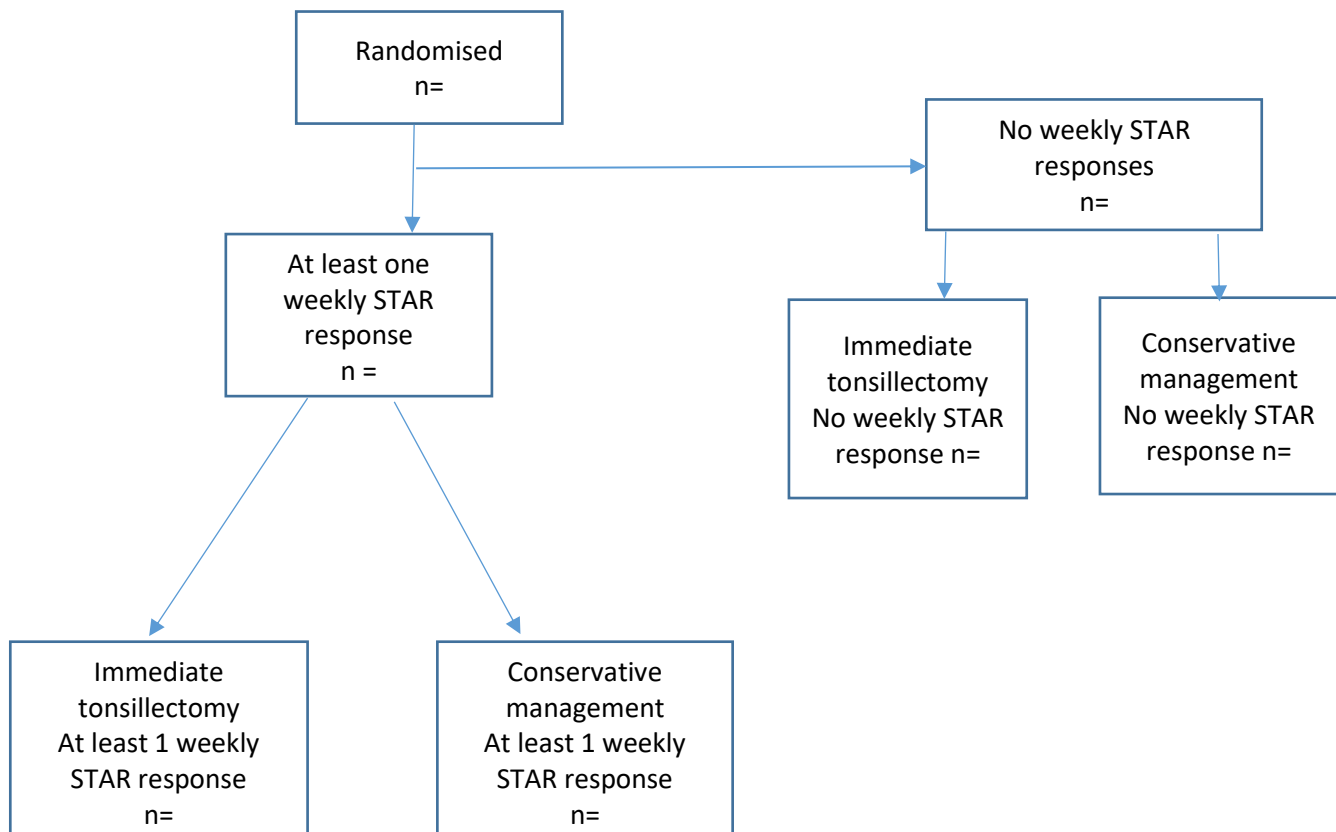 Randomised
n=
No weekly STAR
responses
n=
At least one
weekly STAR
response
n =
Immediate
tonsillectomy
No weekly STAR
response n=
Conservative
management
No weekly STAR
response n=
Immediate
tonsillectomy
At least 1 weekly
STAR response
n=
Conservative
management
At least 1 weekly
STAR response
n=